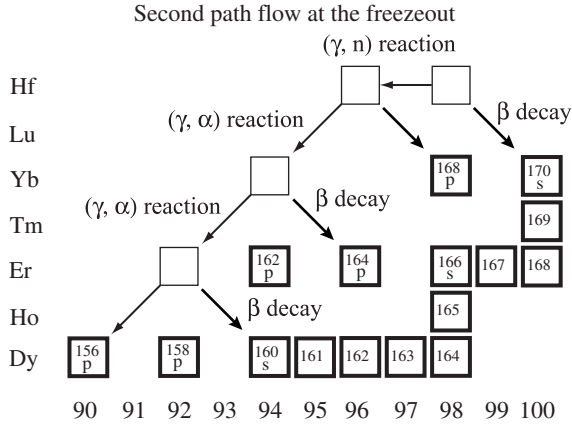 Second path flow at the freezeout
(γ, n) reaction
Hf
β decay
(γ, α) reaction
Lu
168
p
170
s
Yb
(γ, α) reaction
β decay
Tm
169
Er
162
p
164
p
166
s
167
168
β decay
Ho
165
Dy
156
p
158
p
160
s
161
162
163
164
90 91 92 93 94 95 96 97 98 99 100